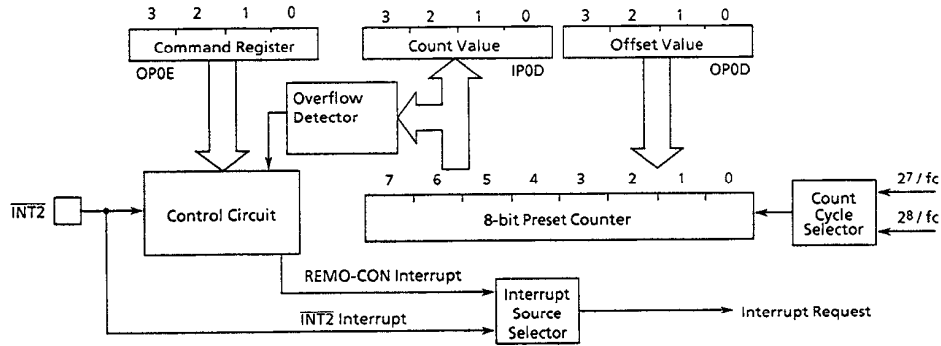 3 2 1 0
3 2 1 0
3 2 1 0
Command Register
Count Value
Offset Value
OP0E
IP0D
OP0D
Overflow
Detector
7 6 5 4 3 2 1 0
8-bit Preset Counter
Count
Cycle
Selector
2⁷ / fc
2⁸ / fc
I̅N̅T̅2̅
Control Circuit
REMO-CON Interrupt
I̅N̅T̅2̅ Interrupt
Interrupt
Source
Selector
Interrupt Request